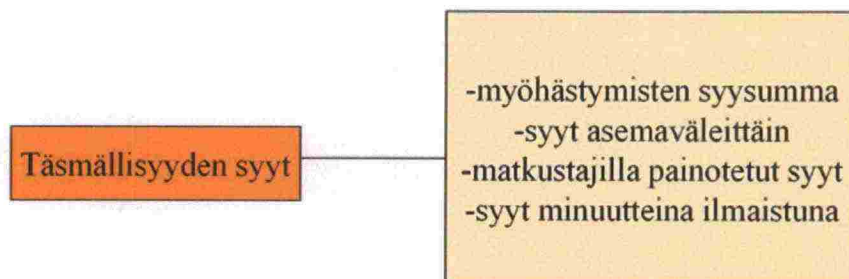 Täsmällisyyden syyt
-myöhästymisten syysumma
-syyt asemaväleittäin
-matkustajilla painotetut syyt
-syyt minuutteina ilmaistuna